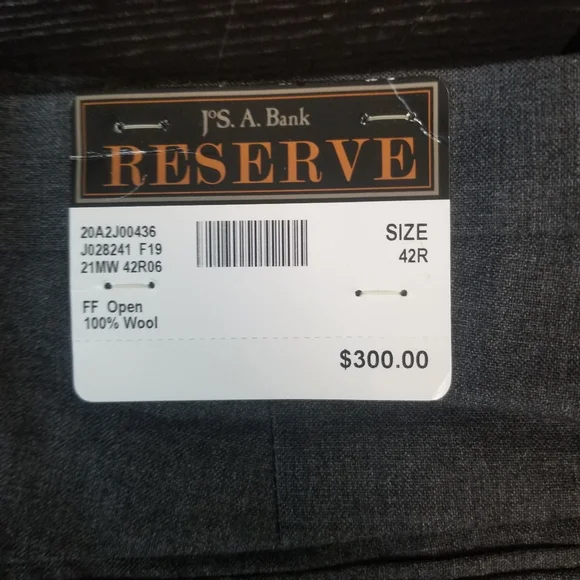 JoS. A. Bank
RESERVE
20A2J00436
J028241 F19
21MW 42R06
FF Open
100% Wool
SIZE
42R
$300.00